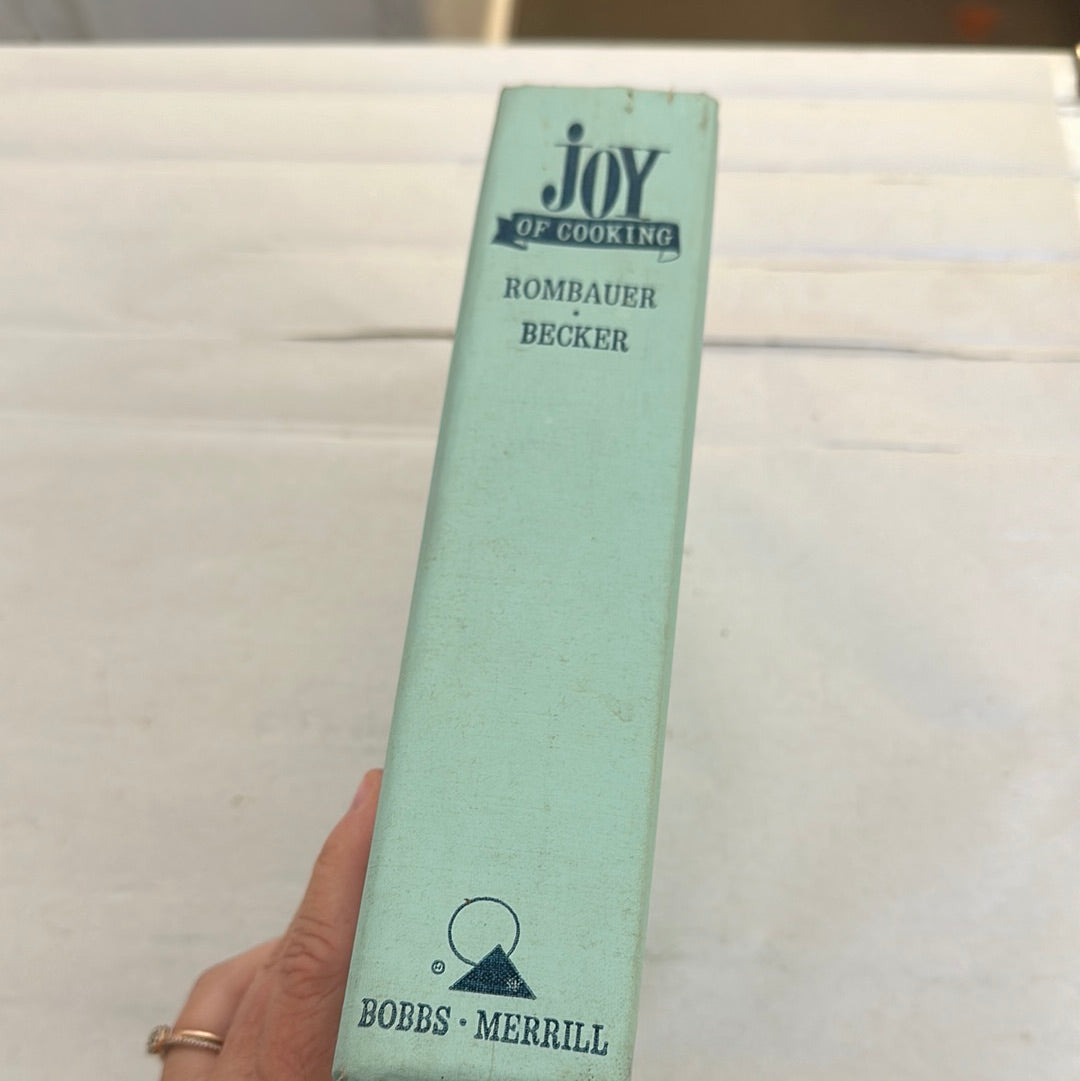 JOY
OF COOKING
ROMBAUER
•
BECKER
BOBBS • MERRILL